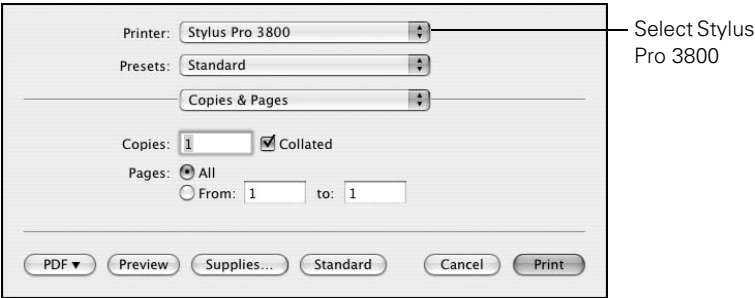 Printer: Stylus Pro 3800
Select Stylus
Pro 3800
Presets: Standard
Copies & Pages
Copies: 1 Collated
Pages: All
From: 1 to: 1
PDF▼ Preview Supplies... Standard Cancel Print